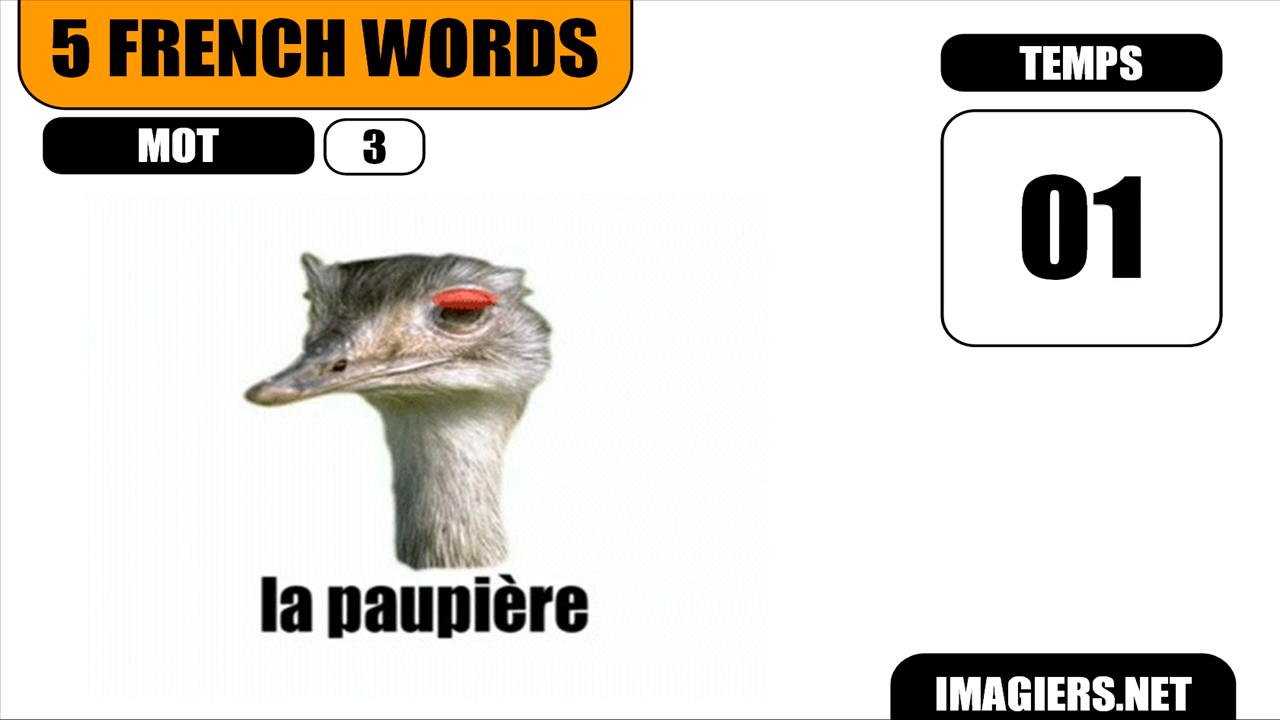 5 FRENCH WORDS
TEMPS
MOT 3
01
la paupière
IMAGIERS.NET